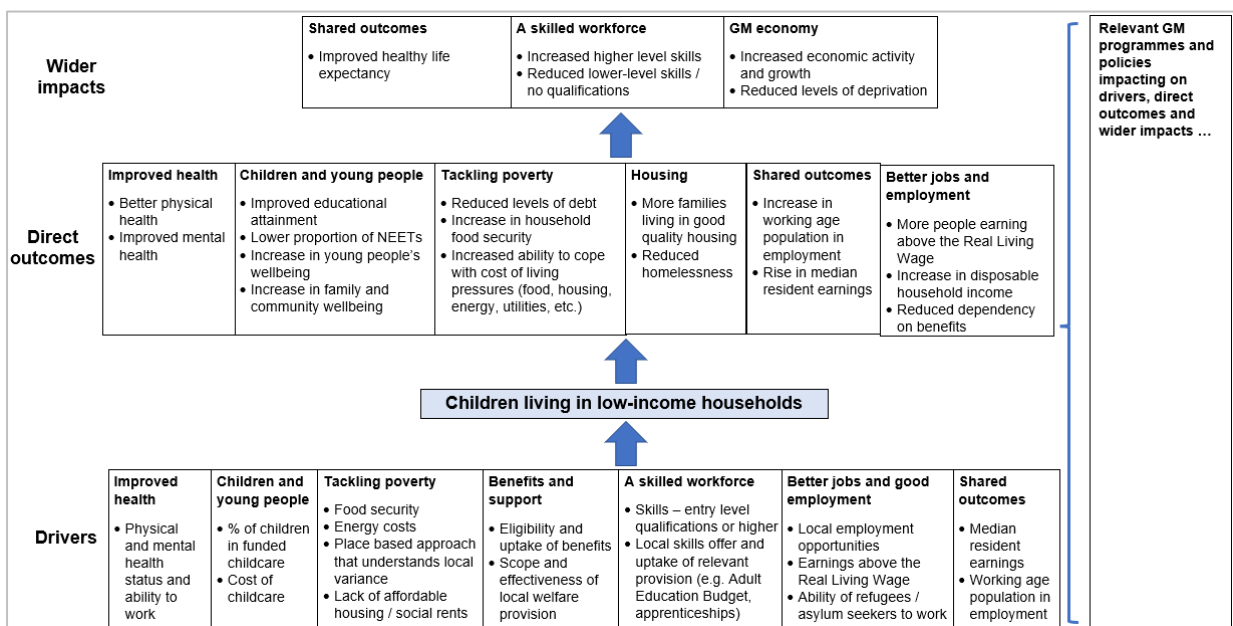 Wider
impacts
Shared outcomes
• Improved healthy life
expectancy
A skilled workforce
• Increased higher level skills
• Reduced lower-level skills /
no qualifications
GM economy
• Increased economic activity
and growth
• Reduced levels of deprivation
Relevant GM
programmes and
policies
impacting on
drivers, direct
outcomes and
wider impacts …
Direct
outcomes
Improved health
• Better physical
health
• Improved mental
health
Children and young people
• Improved educational
attainment
• Lower proportion of NEETs
• Increase in young people's
wellbeing
• Increase in family and
community wellbeing
Tackling poverty
• Reduced levels of debt
• Increase in household
food security
• Increased ability to cope
with cost of living
pressures (food, housing,
energy, utilities, etc.)
Housing
• More families
living in good
quality housing
• Reduced
homelessness
Shared outcomes
• Increase in
working age
population in
employment
• Rise in median
resident earnings
Better jobs and
employment
• More people earning
above the Real Living
Wage
• Increase in disposable
household income
• Reduced dependency
on benefits
Children living in low-income households
Drivers
Improved
health
• Physical
and mental
health
status and
ability to
work
Children and
young people
• % of children
in funded
childcare
• Cost of
childcare
Tackling poverty
• Food security
• Energy costs
• Place based approach
that understands local
variance
• Lack of affordable
housing / social rents
Benefits and
support
• Eligibility and
uptake of benefits
• Scope and
effectiveness of
local welfare
provision
A skilled workforce
• Skills – entry level
qualifications or higher
• Local skills offer and
uptake of relevant
provision (e.g. Adult
Education Budget,
apprenticeships)
Better jobs and good
employment
• Local employment
opportunities
• Earnings above the
Real Living Wage
• Ability of refugees /
asylum seekers to work
Shared
outcomes
• Median
resident
earnings
• Working age
population in
employment